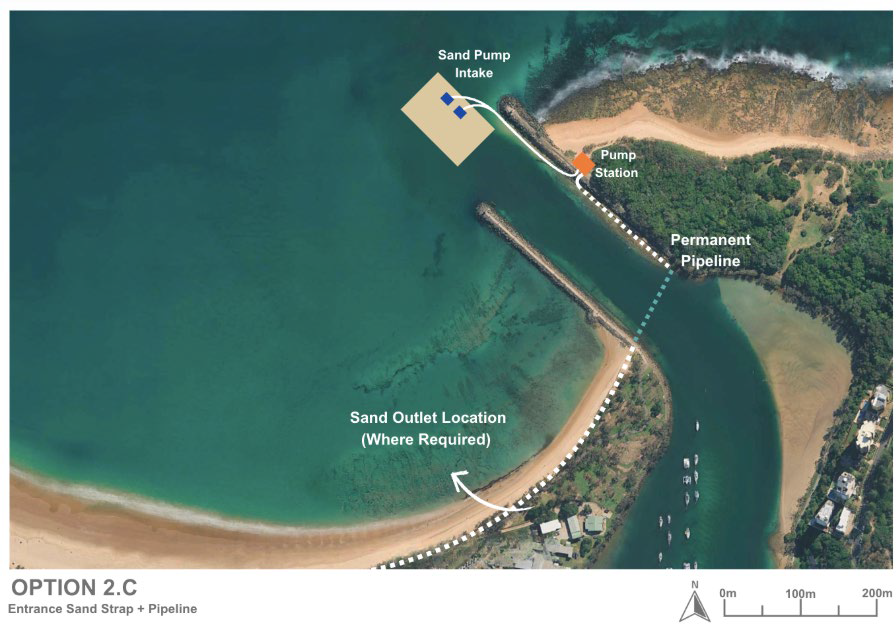 Sand Pump
Intake
Pump
Station
Permanent
Pipeline
Sand Outlet Location
(Where Required)
OPTION 2.C
Entrance Sand Strap + Pipeline
N
0m 100m 200m